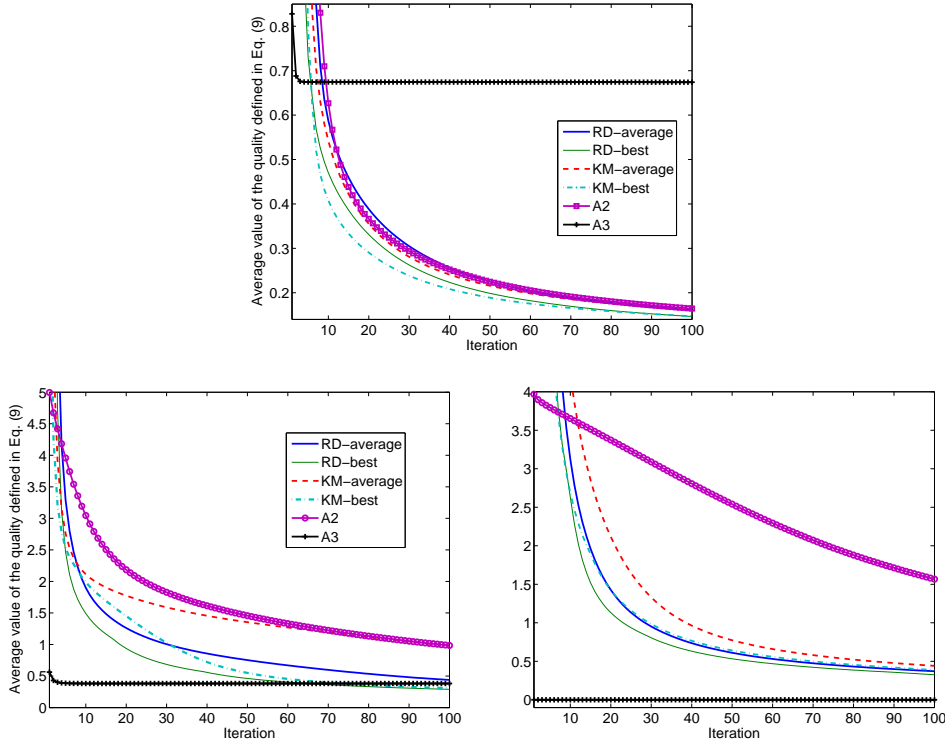 Average value of the quality defined in Eq. (9)
0.8
0.7
0.6
0.5
0.4
0.3
0.2
RD−average
RD−best
KM−average
KM−best
A2
A3
10 20 30 40 50 60 70 80 90 100
Iteration
Average value of the quality defined in Eq. (9)
5
4.5
4
3.5
3
2.5
2
1.5
1
0.5
0
RD−average
RD−best
KM−average
KM−best
A2
A3
10 20 30 40 50 60 70 80 90 100
Iteration
4
3.5
3
2.5
2
1.5
1
0.5
0
10 20 30 40 50 60 70 80 90 100
Iteration